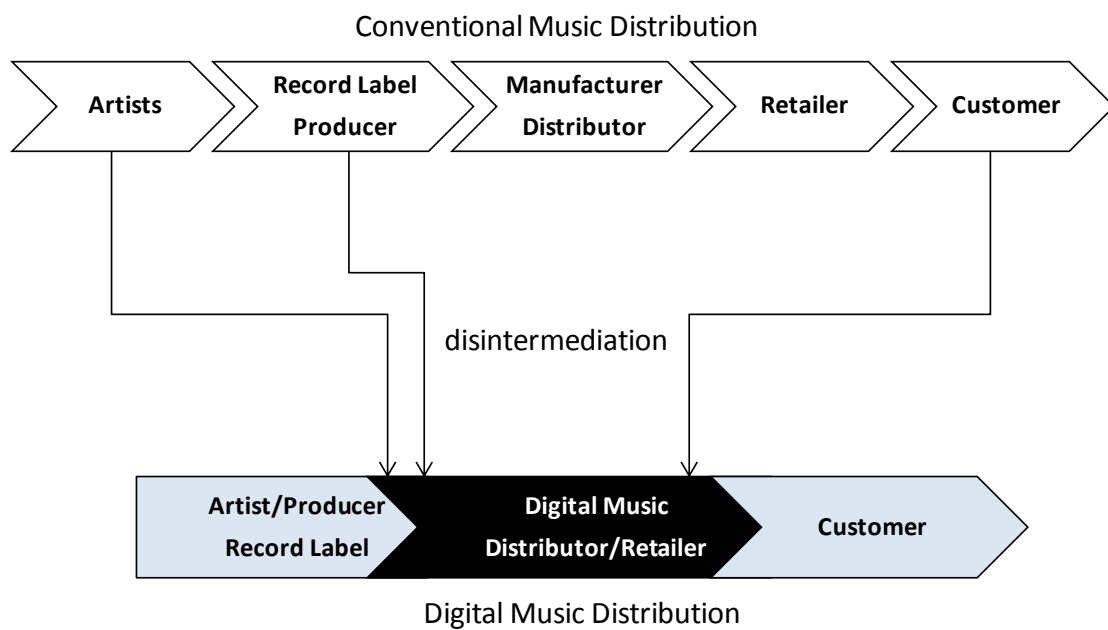 Conventional Music Distribution
Artists
Record Label
Producer
Manufacturer
Distributor
Retailer
Customer
disintermediation
Artist/Producer
Record Label
Digital Music
Distributor/Retailer
Customer
Digital Music Distribution